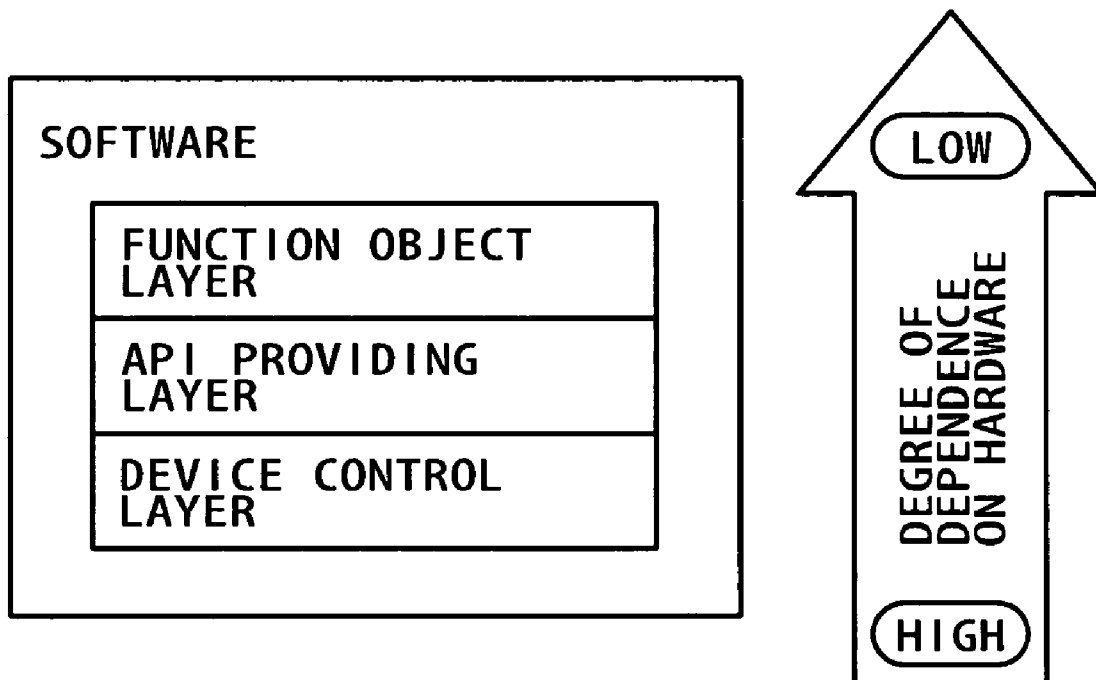 SOFTWARE
FUNCTION OBJECT
LAYER
API PROVIDING
LAYER
DEVICE CONTROL
LAYER
LOW
DEGREE OF
DEPENDENCE
ON HARDWARE
HIGH